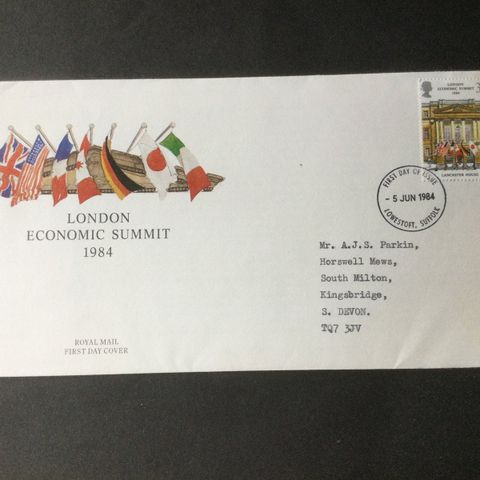 LONDON
ECONOMIC SUMMIT
1984
ROYAL MAIL
FIRST DAY COVER
LONDON
ECONOMIC SUMMIT
1984
LANCASTER HOUSE
FIRST DAY OF ISSUE
- 5 JUN 1984
LOWESTOFT, SUFFOLK
Mr. A.J.S. Parkin,
Horswell Mews,
South Milton,
Kingsbridge,
S. DEVON.
TQ7 3JV